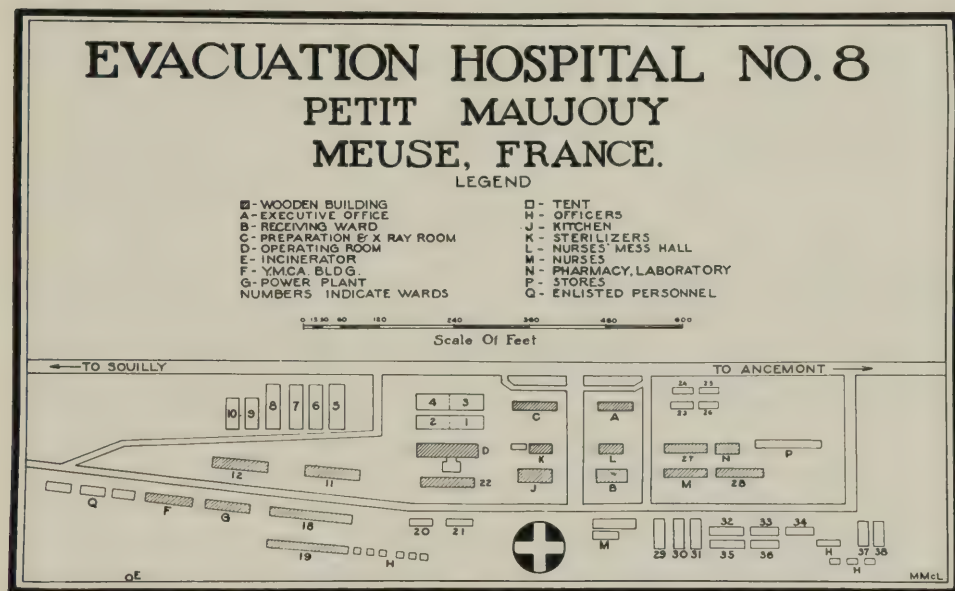 EVACUATION HOSPITAL NO. 8
PETIT MAUJOUY
MEUSE, FRANCE.
LEGEND
▨ - WOODEN BUILDING
A - EXECUTIVE OFFICE
B - RECEIVING WARD
C - PREPARATION & X RAY ROOM
D - OPERATING ROOM
E - INCINERATOR
F - Y.M.C.A. BLDG.
G - POWER PLANT
NUMBERS INDICATE WARDS
□ - TENT
H - OFFICERS
J - KITCHEN
K - STERILIZERS
L - NURSES' MESS HALL
M - NURSES
N - PHARMACY, LABORATORY
P - STORES
Q - ENLISTED PERSONNEL
0 15 30 60 120 240 360 480 600
Scale Of Feet
TO SOUILLY
TO ANCEMONT
10 9 8 7 6 5
4 3
2 1
C
A
24 25
23 26
D
K
L
27 N P
12 11
22
J
B
M 28
Q F G 18
20 21
M
29 30 31
32 33 34
35 36
H
37 38
19
H
H
E
MMcL